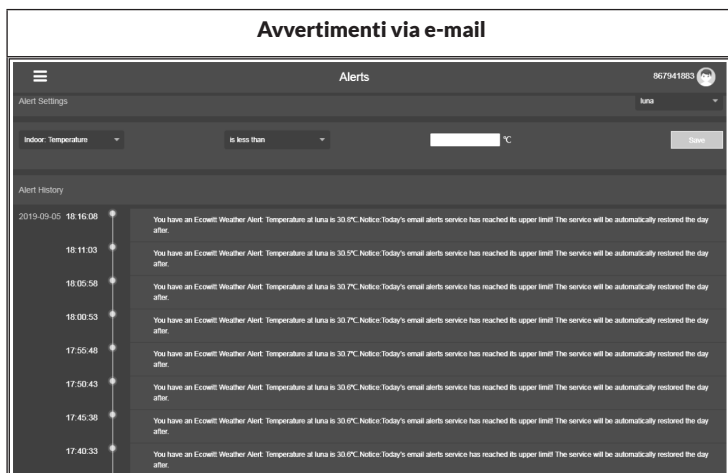 Avvertimenti via e-mail
Alerts
867941883
Alert Settings
luna
Indoor: Temperature
is less than
°C
Save
Alert History
2019-09-05 18:16:08
You have an Ecowitt Weather Alert: Temperature at luna is 30.8°C.Notice:Today's email alerts service has reached its upper limit! The service will be automatically restored the day
after.
18:11:03
You have an Ecowitt Weather Alert: Temperature at luna is 30.5°C.Notice:Today's email alerts service has reached its upper limit! The service will be automatically restored the day
after.
18:05:58
You have an Ecowitt Weather Alert: Temperature at luna is 30.7°C.Notice:Today's email alerts service has reached its upper limit! The service will be automatically restored the day
after.
18:00:53
You have an Ecowitt Weather Alert: Temperature at luna is 30.7°C.Notice:Today's email alerts service has reached its upper limit! The service will be automatically restored the day
after.
17:55:48
You have an Ecowitt Weather Alert: Temperature at luna is 30.7°C.Notice:Today's email alerts service has reached its upper limit! The service will be automatically restored the day
after.
17:50:43
You have an Ecowitt Weather Alert: Temperature at luna is 30.6°C.Notice:Today's email alerts service has reached its upper limit! The service will be automatically restored the day
after.
17:45:38
You have an Ecowitt Weather Alert: Temperature at luna is 30.6°C.Notice:Today's email alerts service has reached its upper limit! The service will be automatically restored the day
after.
17:40:33
You have an Ecowitt Weather Alert: Temperature at luna is 30.6°C.Notice:Today's email alerts service has reached its upper limit! The service will be automatically restored the day
after.